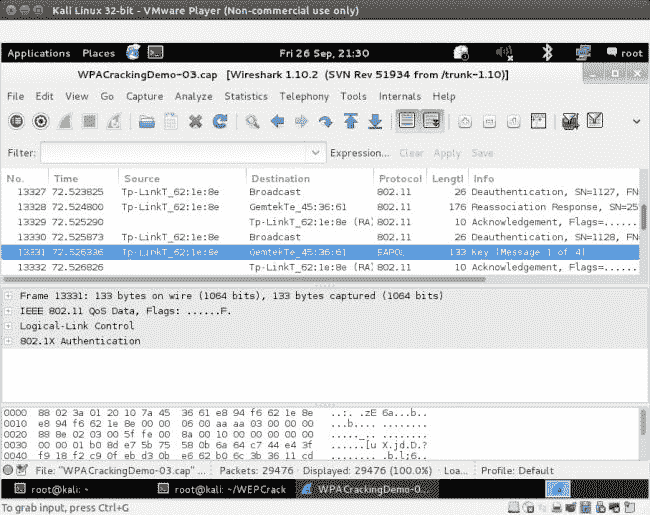 Kali Linux 32-bit - VMware Player (Non-commercial use only)
Applications Places Fri 26 Sep, 21:30 root
WPACrackingDemo-03.cap [Wireshark 1.10.2 (SVN Rev 51934 from /trunk-1.10)]
File Edit View Go Capture Analyze Statistics Telephony Tools Internals Help
Filter: Expression... Clear Apply Save
No. Time Source Destination Protocol Lengtl Info
13327 72.523825 Tp-LinkT_62:1e:8e Broadcast 802.11 26 Deauthentication, SN=1127, FN
13328 72.524800 Tp-LinkT_62:1e:8e GemtekTe_45:36:61 802.11 176 Reassociation Response, SN=25
13329 72.525290 Tp-LinkT_62:1e:8e (RA) 802.11 10 Acknowledgement, Flags=......
13330 72.525873 Tp-LinkT_62:1e:8e Broadcast 802.11 26 Deauthentication, SN=1128, FN
13331 72.526336 Tp-LinkT_62:1e:8e GemtekTe_45:36:61 EAPOL 133 Key (Message 1 of 4)
13332 72.526826 Tp-LinkT_62:1e:8e (RA) 802.11 10 Acknowledgement, Flags=......
Frame 13331: 133 bytes on wire (1064 bits), 133 bytes captured (1064 bits)
IEEE 802.11 QoS Data, Flags: ......F.
Logical-Link Control
802.1X Authentication
0000 88 02 3a 01 20 10 7a 45 36 61 e8 94 f6 62 1e 8e ..:. .zE 6a...b..
0010 e8 94 f6 62 1e 8e 00 00 06 00 aa aa 03 00 00 00 ...b.... ........
0020 88 8e 02 03 00 5f fe 00 8a 00 10 00 00 00 00 00 ....._.. ........
0030 00 00 01 b0 8d e7 5b 75 58 0b 6a 64 c7 44 e4 3f ......[u X.jd.D.?
0040 f9 18 f2 c9 0f eb d3 0b e6 62 b0 6c 3b 36 11 cd ........ .b.l;6..
File: "WPACrackingDemo-03.cap" ... Packets: 29476 · Displayed: 29476 (100.0%) · Loa... Profile: Default
root@kali: ~ root@kali: ~/WEPCrack WPACrackingDemo-0...
To grab input, press Ctrl+G